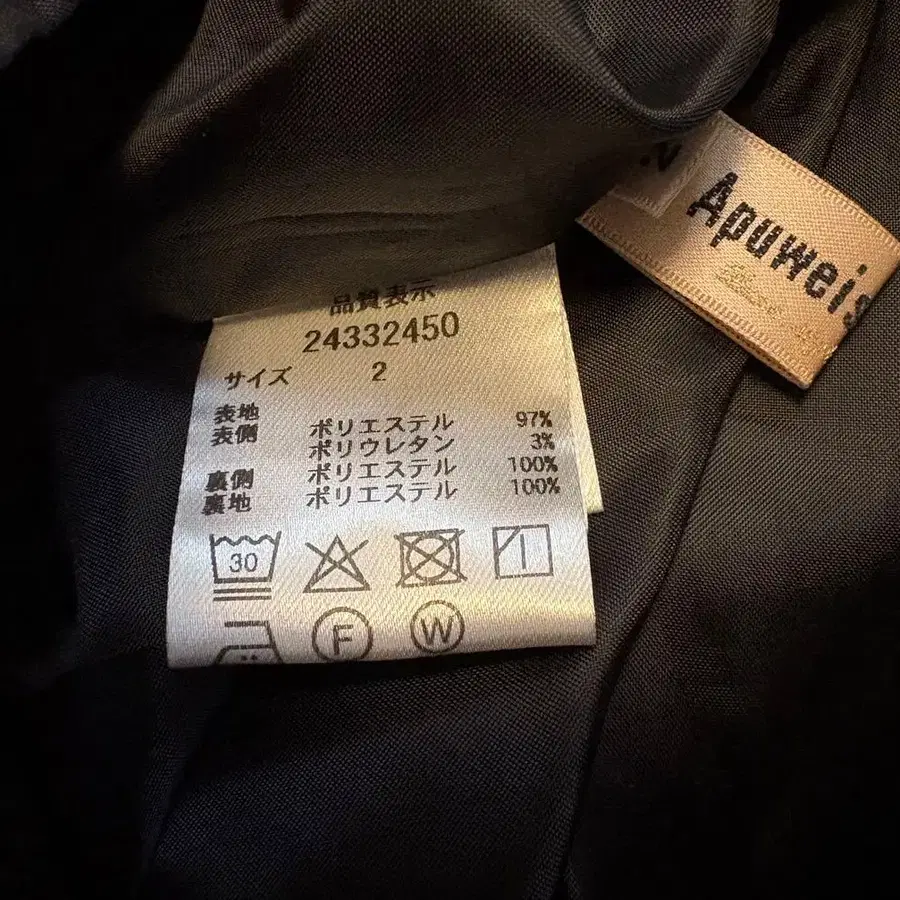 Apuweis
品質表示
24332450
サイズ 2
表地
表側 ポリエステル 97%
ポリウレタン 3%
裏側 ポリエステル 100%
裏地 ポリエステル 100%
30
F W